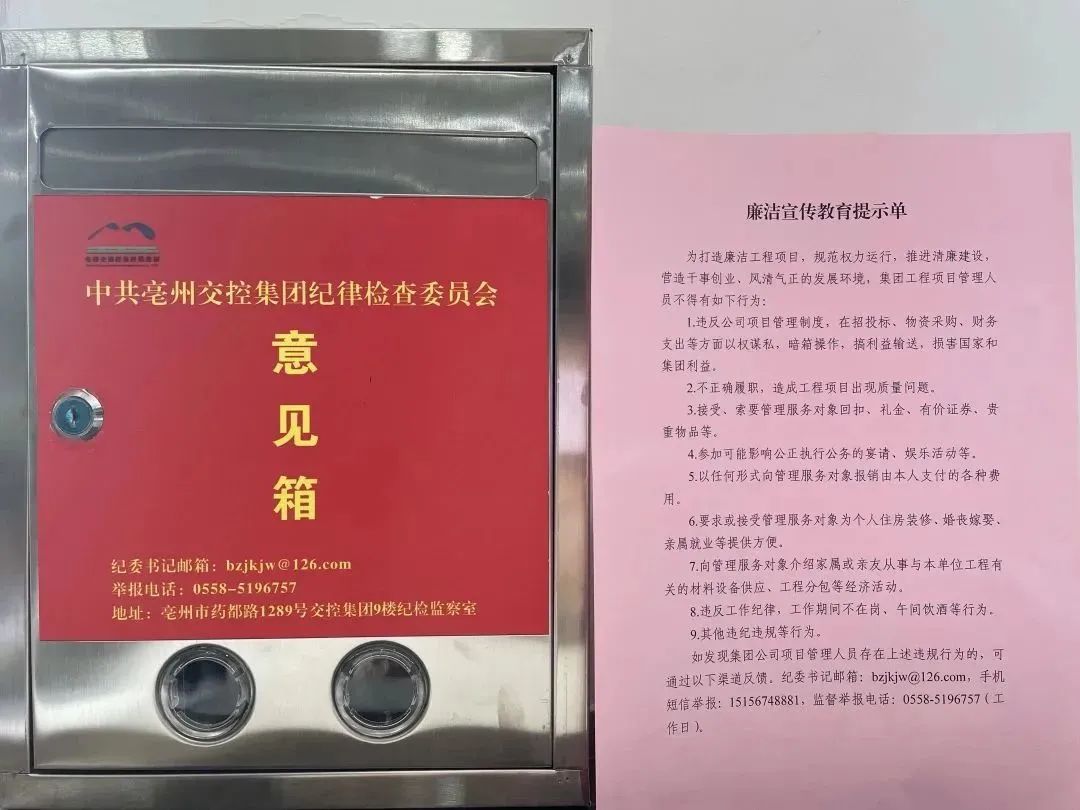 中共亳州交控集团纪律检查委员会
意
见
箱
纪委书记邮箱：bzjkjw@126.com
举报电话：0558-5196757
地址：亳州市药都路1289号交控集团9楼纪检监察室
廉洁宣传教育提示单
为打造廉洁工程项目，规范权力运行，推进清廉建设，
营造干事创业、风清气正的发展环境，集团工程项目管理人
员不得有如下行为：
1.违反公司项目管理制度，在招投标、物资采购、财务
支出等方面以权谋私，暗箱操作，搞利益输送，损害国家和
集团利益。
2.不正确履职，造成工程项目出现质量问题。
3.接受、索要管理服务对象回扣、礼金、有价证券、贵
重物品等。
4.参加可能影响公正执行公务的宴请、娱乐活动等。
5.以任何形式向管理服务对象报销由本人支付的各种费
用。
6.要求或接受管理服务对象为个人住房装修、婚丧嫁娶、
亲属就业等提供方便。
7.向管理服务对象介绍家属或亲友从事与本单位工程有
关的材料设备供应、工程分包等经济活动。
8.违反工作纪律，工作期间不在岗、午间饮酒等行为。
9.其他违纪违规等行为。
如发现集团公司项目管理人员存在上述违规行为的，可
通过以下渠道反馈。纪委书记邮箱：bzjkjw@126.com，手机
短信举报：15156748881，监督举报电话：0558-5196757（工
作日）。